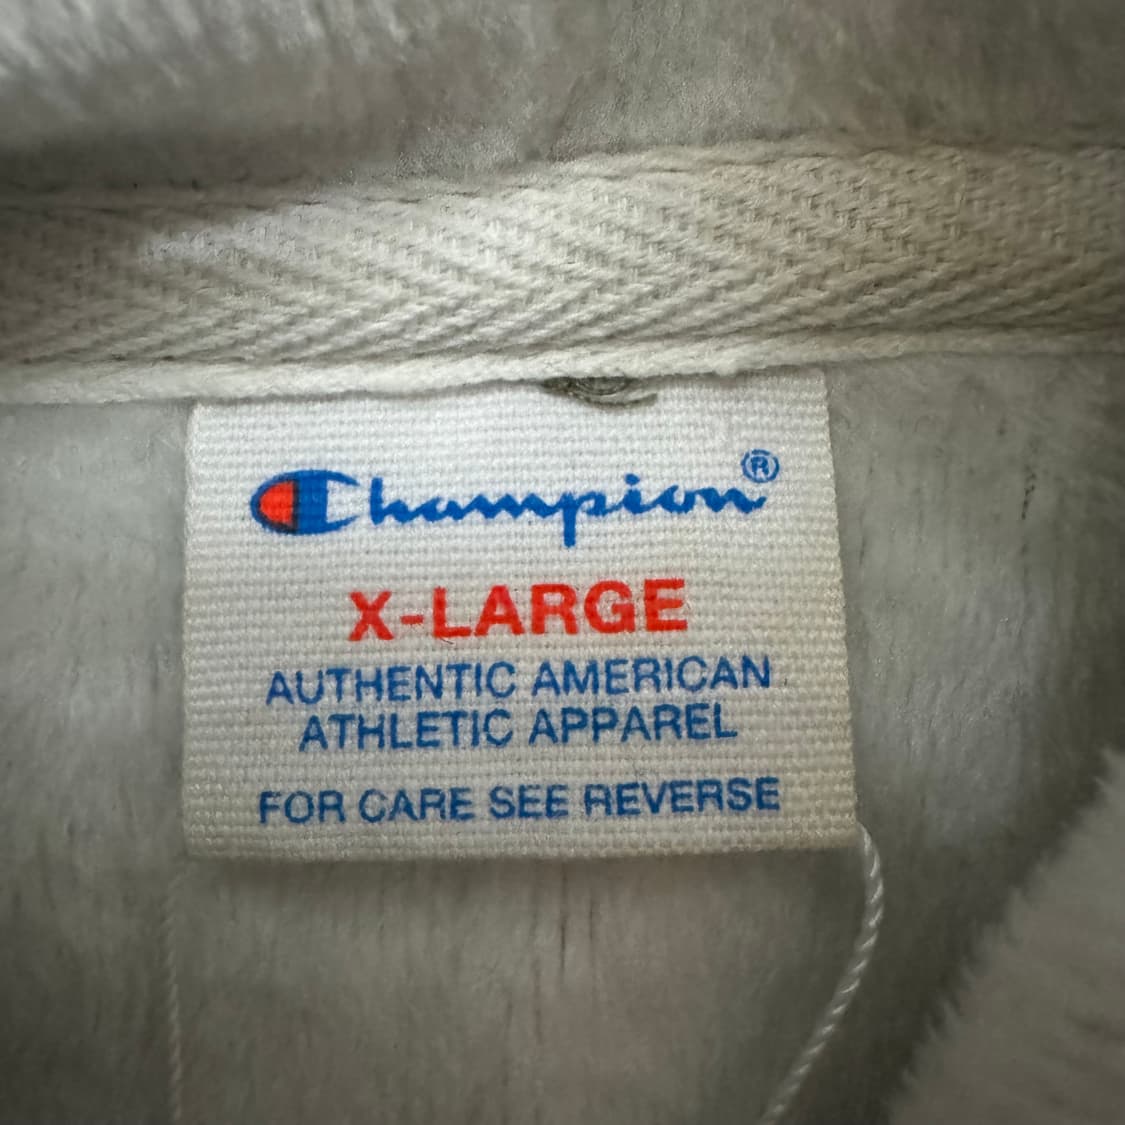 Champion®
X-LARGE
AUTHENTIC AMERICAN
ATHLETIC APPAREL
FOR CARE SEE REVERSE